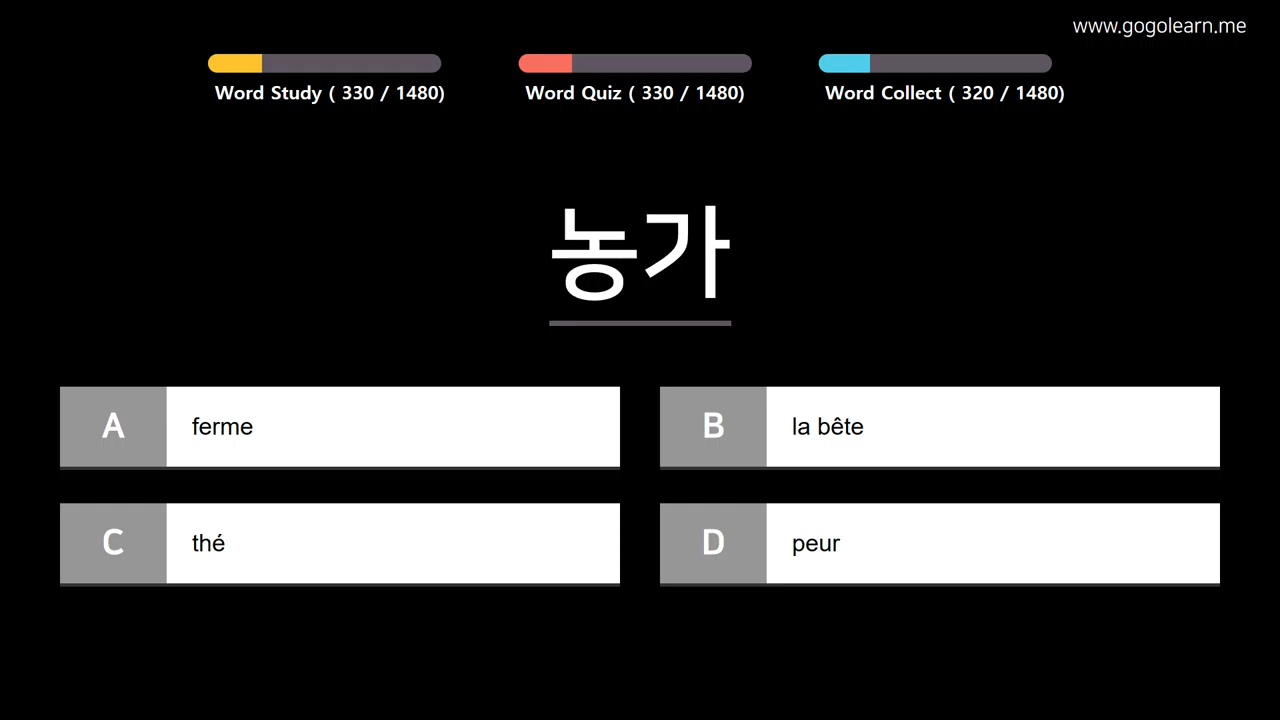 www.gogolearn.me
Word Study ( 330 / 1480)
Word Quiz ( 330 / 1480)
Word Collect ( 320 / 1480)
농가
A
ferme
B
la bête
C
thé
D
peur